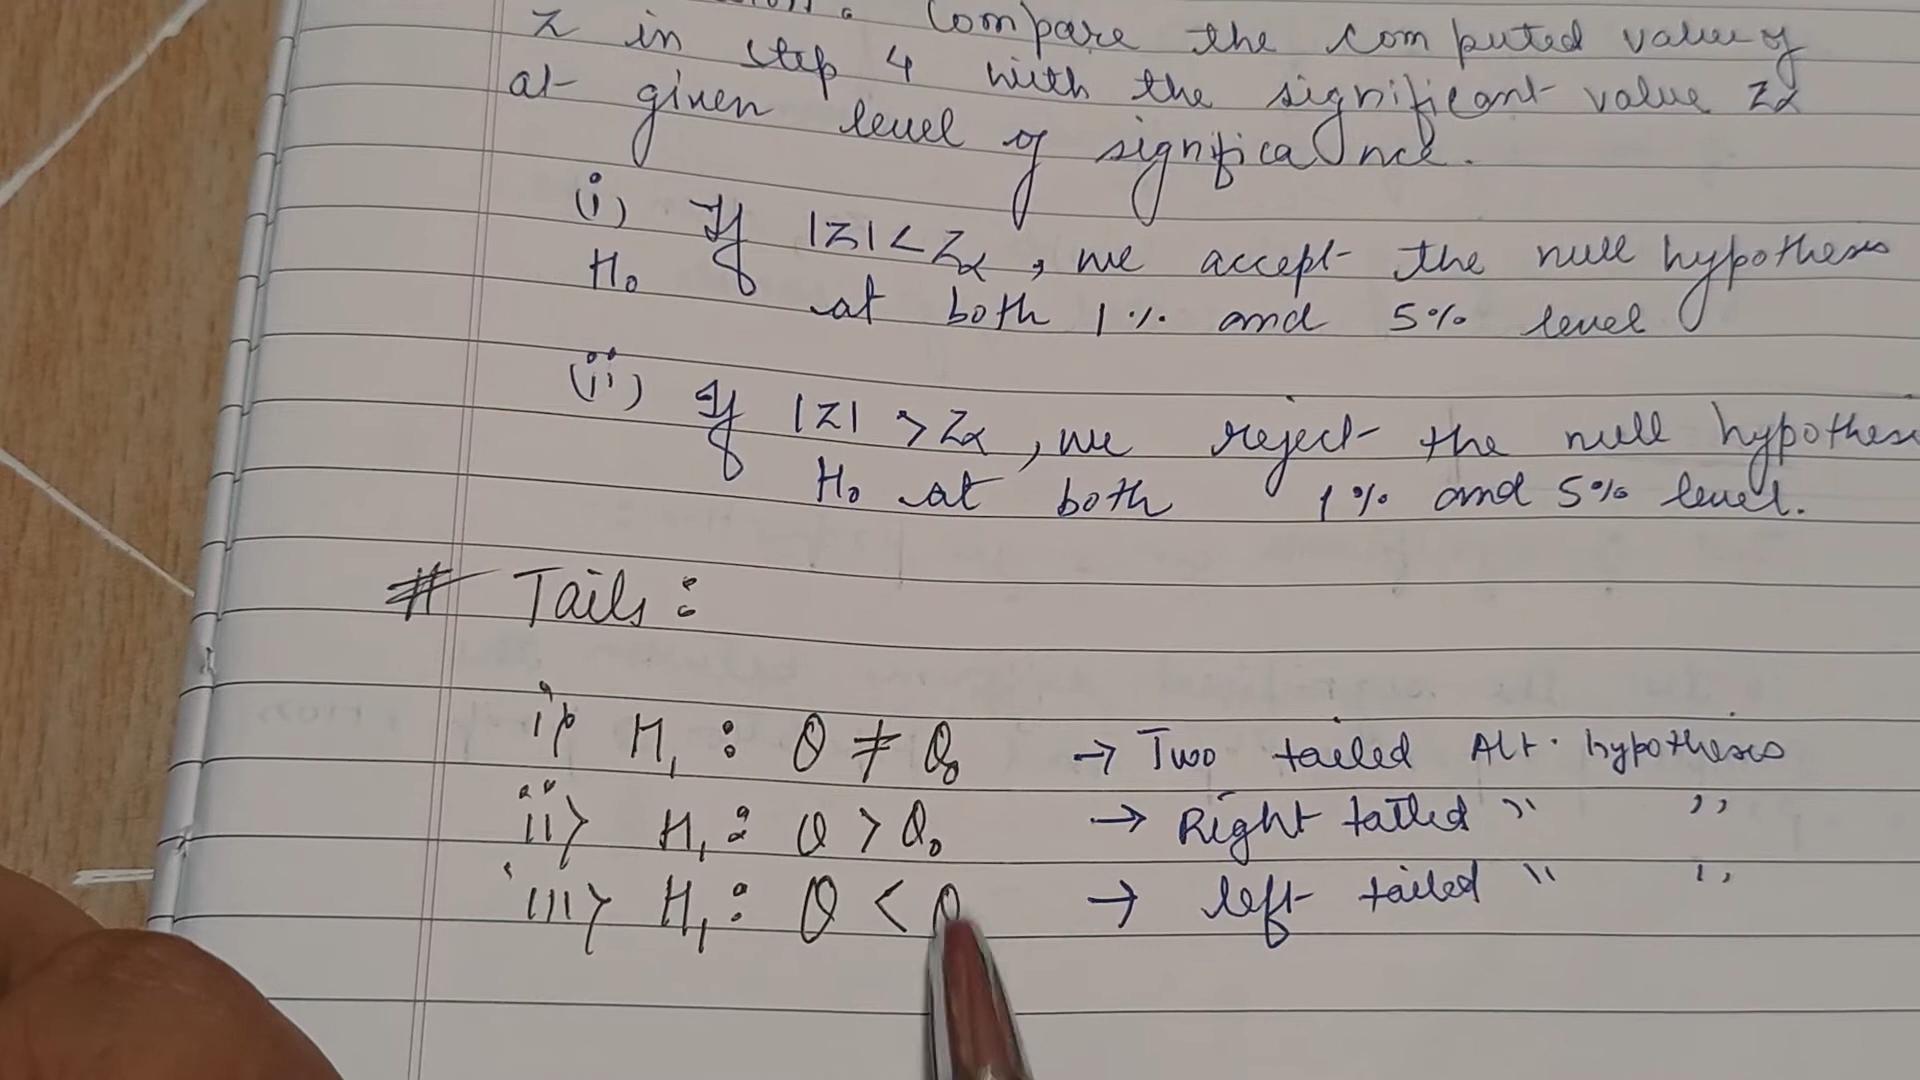 Compare the computed value of
z in step 4 with the significant value Zα
at given level of significance.
(i) If |Z| < Zα, we accept the null hypothesis
H₀ at both 1% and 5% level
(ii) If |Z| > Zα, we reject the null hypothes
H₀ at both 1% and 5% level.
# Tails:
i) H₁ : θ ≠ θ₀ → Two tailed Alt. hypothesis
ii) H₁ : θ > θ₀ → Right tailed " "
iii) H₁ : θ < θ → left tailed " "